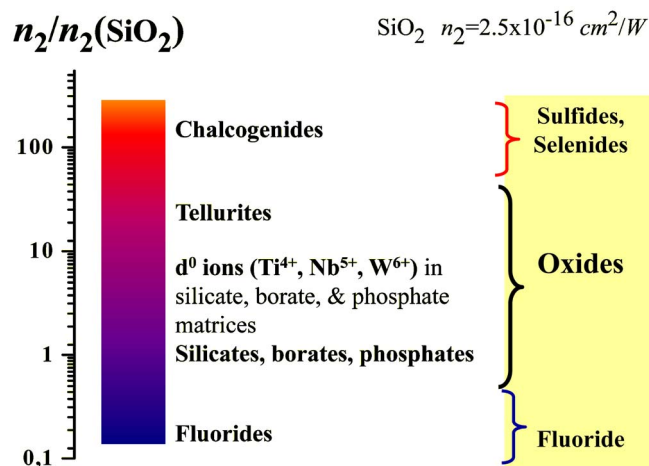 n₂/n₂(SiO₂)
SiO₂ n₂=2.5x10⁻¹⁶ cm²/W
100
10
1
0,1
Chalcogenides
Tellurites
d⁰ ions (Ti⁴⁺, Nb⁵⁺, W⁶⁺) in
silicate, borate, & phosphate
matrices
Silicates, borates, phosphates
Fluorides
Sulfides,
Selenides
Oxides
Fluoride